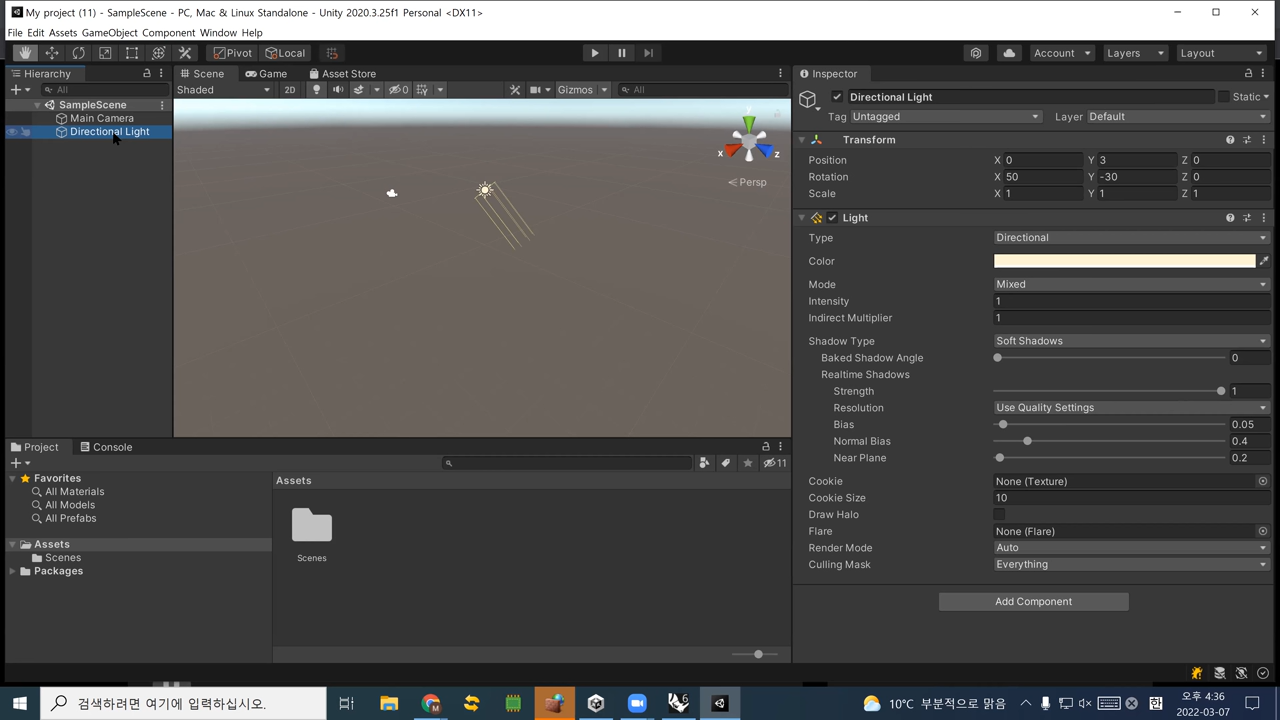 My project (11) - SampleScene - PC, Mac & Linux Standalone - Unity 2020.3.25f1 Personal <DX11>
File Edit Assets GameObject Component Window Help
Pivot Local Account Layers Layout
Hierarchy
All
SampleScene
Main Camera
Directional Light
Scene Game Asset Store
Shaded 2D 0 Gizmos All
y
x z
Persp
Inspector
Directional Light Static
Tag Untagged Layer Default
Transform
Position X 0 Y 3 Z 0
Rotation X 50 Y -30 Z 0
Scale X 1 Y 1 Z 1
Light
Type Directional
Color
Mode Mixed
Intensity 1
Indirect Multiplier 1
Shadow Type Soft Shadows
Baked Shadow Angle 0
Realtime Shadows
Strength 1
Resolution Use Quality Settings
Bias 0.05
Normal Bias 0.4
Near Plane 0.2
Cookie None (Texture)
Cookie Size 10
Draw Halo
Flare None (Flare)
Render Mode Auto
Culling Mask Everything
Add Component
Project Console
11
Favorites
All Materials
All Models
All Prefabs
Assets
Scenes
Packages
Assets
Scenes
검색하려면 여기에 입력하십시오.
6
10°C 부분적으로 맑음
한
오후 4:36
2022-03-07